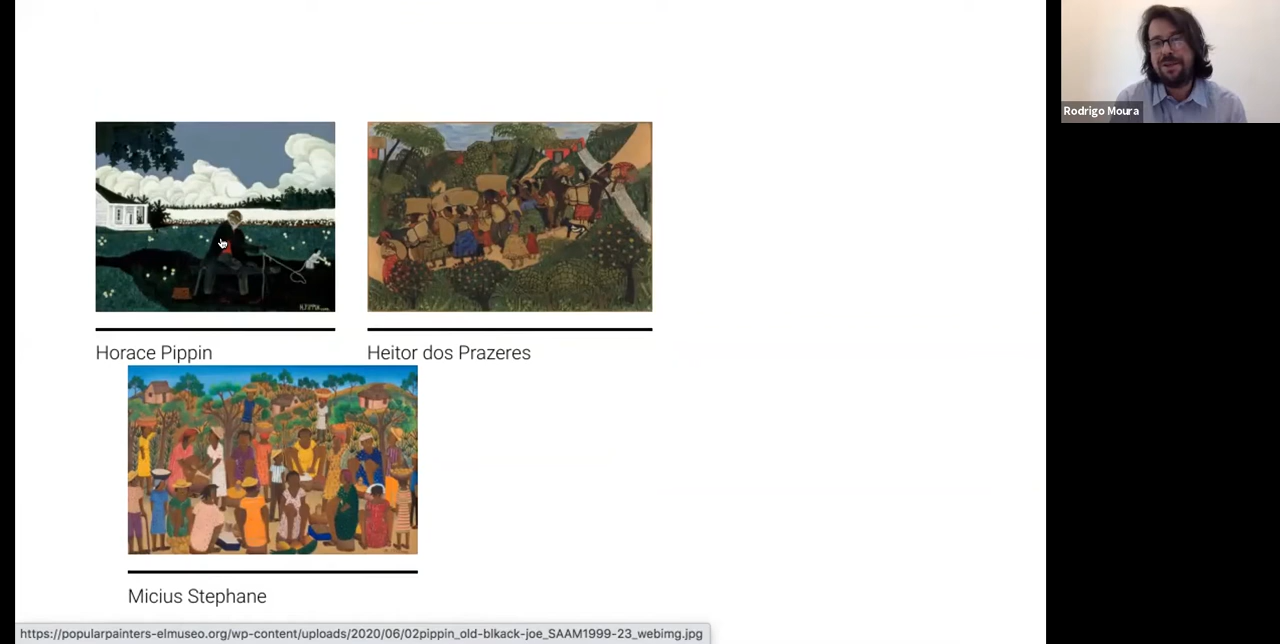 Rodrigo Moura
H.PIPPIN
Horace Pippin
Heitor dos Prazeres
Micius Stephane
https://popularpainters-elmuseo.org/wp-content/uploads/2020/06/02pippin_old-blkack-joe_SAAM1999-23_webimg.jpg